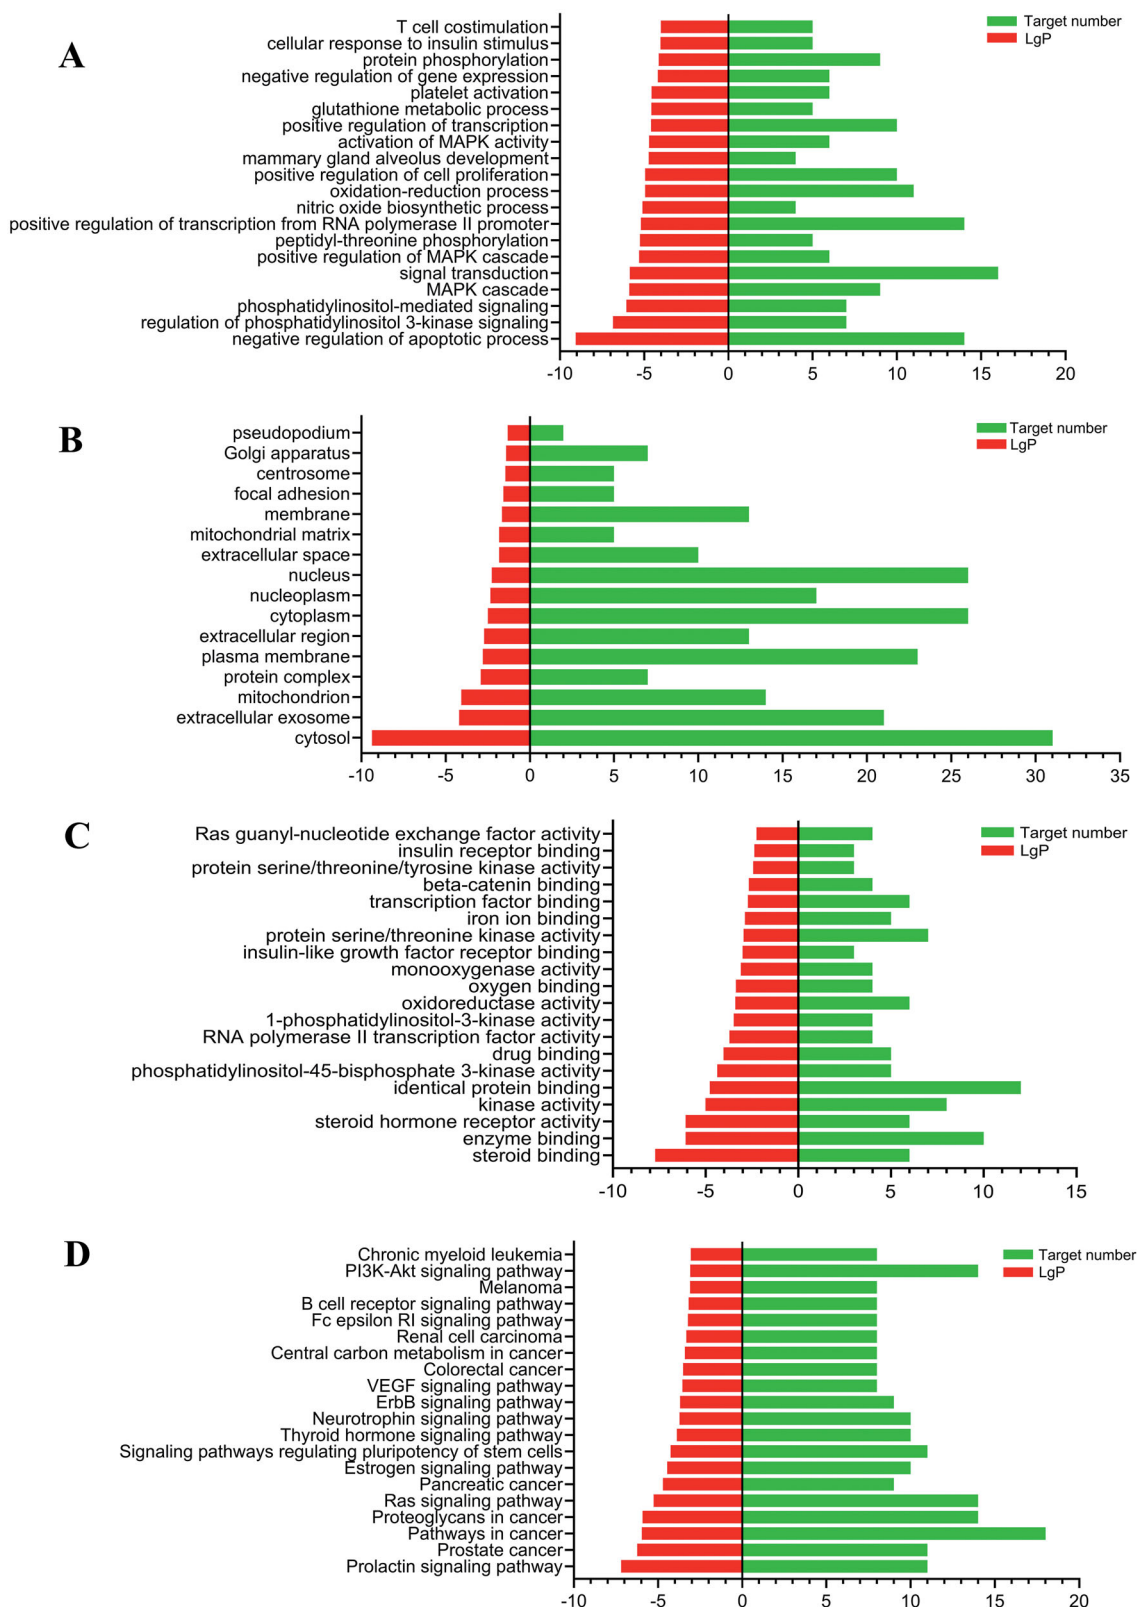 A
Target number
LgP
T cell costimulation
cellular response to insulin stimulus
protein phosphorylation
negative regulation of gene expression
platelet activation
glutathione metabolic process
positive regulation of transcription
activation of MAPK activity
mammary gland alveolus development
positive regulation of cell proliferation
oxidation-reduction process
nitric oxide biosynthetic process
positive regulation of transcription from RNA polymerase II promoter
peptidyl-threonine phosphorylation
positive regulation of MAPK cascade
signal transduction
MAPK cascade
phosphatidylinositol-mediated signaling
regulation of phosphatidylinositol 3-kinase signaling
negative regulation of apoptotic process
-10 -5 0 5 10 15 20
B
Target number
LgP
pseudopodium
Golgi apparatus
centrosome
focal adhesion
membrane
mitochondrial matrix
extracellular space
nucleus
nucleoplasm
cytoplasm
extracellular region
plasma membrane
protein complex
mitochondrion
extracellular exosome
cytosol
-10 -5 0 5 10 15 20 25 30 35
C
Target number
LgP
Ras guanyl-nucleotide exchange factor activity
insulin receptor binding
protein serine/threonine/tyrosine kinase activity
beta-catenin binding
transcription factor binding
iron ion binding
protein serine/threonine kinase activity
insulin-like growth factor receptor binding
monooxygenase activity
oxygen binding
oxidoreductase activity
1-phosphatidylinositol-3-kinase activity
RNA polymerase II transcription factor activity
drug binding
phosphatidylinositol-45-bisphosphate 3-kinase activity
identical protein binding
kinase activity
steroid hormone receptor activity
enzyme binding
steroid binding
-10 -5 0 5 10 15
D
Target number
LgP
Chronic myeloid leukemia
PI3K-Akt signaling pathway
Melanoma
B cell receptor signaling pathway
Fc epsilon RI signaling pathway
Renal cell carcinoma
Central carbon metabolism in cancer
Colorectal cancer
VEGF signaling pathway
ErbB signaling pathway
Neurotrophin signaling pathway
Thyroid hormone signaling pathway
Signaling pathways regulating pluripotency of stem cells
Estrogen signaling pathway
Pancreatic cancer
Ras signaling pathway
Proteoglycans in cancer
Pathways in cancer
Prostate cancer
Prolactin signaling pathway
-10 -5 0 5 10 15 20